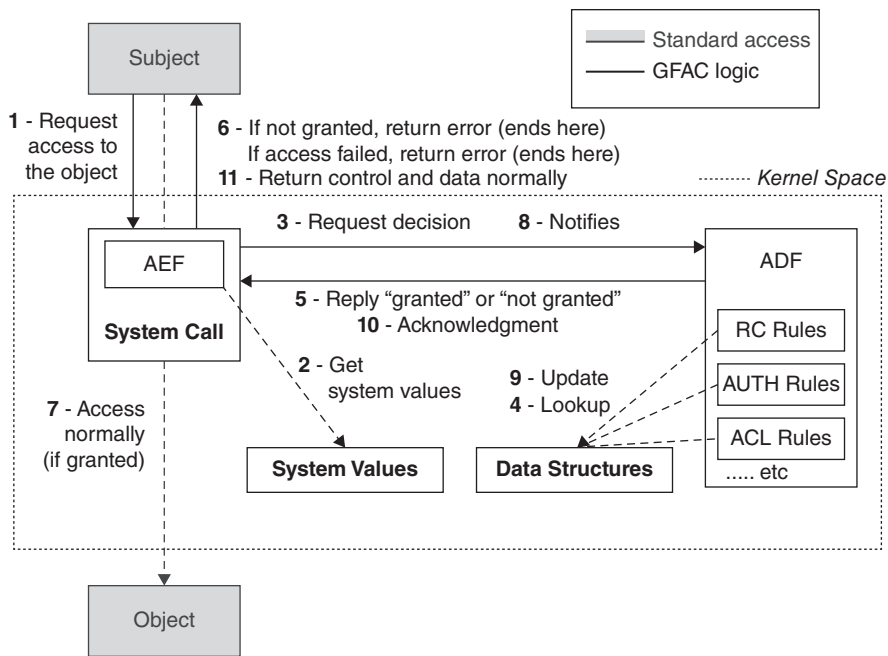 Subject
Standard access
GFAC logic
1 - Request
access to
the object
6 - If not granted, return error (ends here)
If access failed, return error (ends here)
11 - Return control and data normally
Kernel Space
3 - Request decision
8 - Notifies
AEF
System Call
ADF
5 - Reply “granted” or “not granted”
10 - Acknowledgment
RC Rules
2 - Get
system values
9 - Update
4 - Lookup
AUTH Rules
7 - Access
normally
(if granted)
ACL Rules
System Values
Data Structures
..... etc
Object